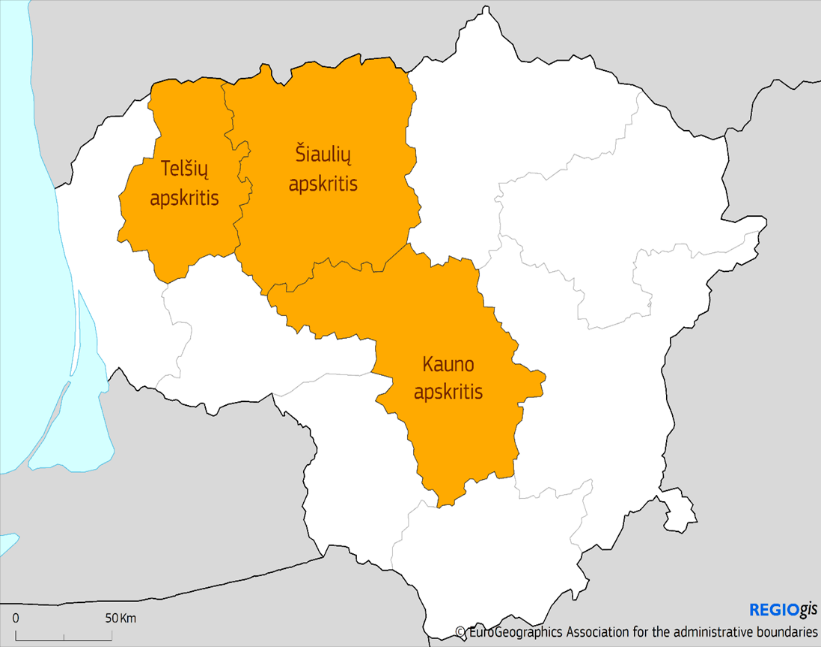 Telšių
apskritis
Šiaulių
apskritis
Kauno
apskritis
0 50 Km
REGIOgis
© EuroGeographics Association for the administrative boundaries